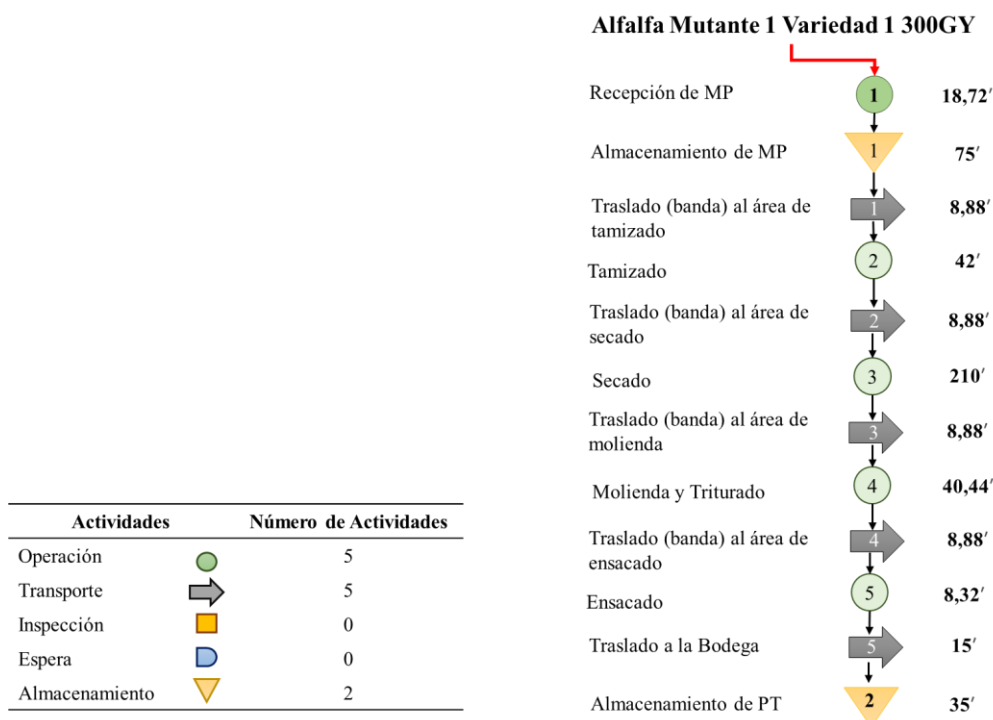 Alfalfa Mutante 1 Variedad 1 300GY
Recepción de MP 1 18,72′
Almacenamiento de MP 1 75′
Traslado (banda) al área de
tamizado 1 8,88′
Tamizado 2 42′
Traslado (banda) al área de
secado 2 8,88′
Secado 3 210′
Traslado (banda) al área de
molienda 3 8,88′
Molienda y Triturado 4 40,44′
Traslado (banda) al área de
ensacado 4 8,88′
Ensacado 5 8,32′
Traslado a la Bodega 5 15′
Almacenamiento de PT 2 35′
Actividades Número de Actividades
Operación 5
Transporte 5
Inspección 0
Espera 0
Almacenamiento 2